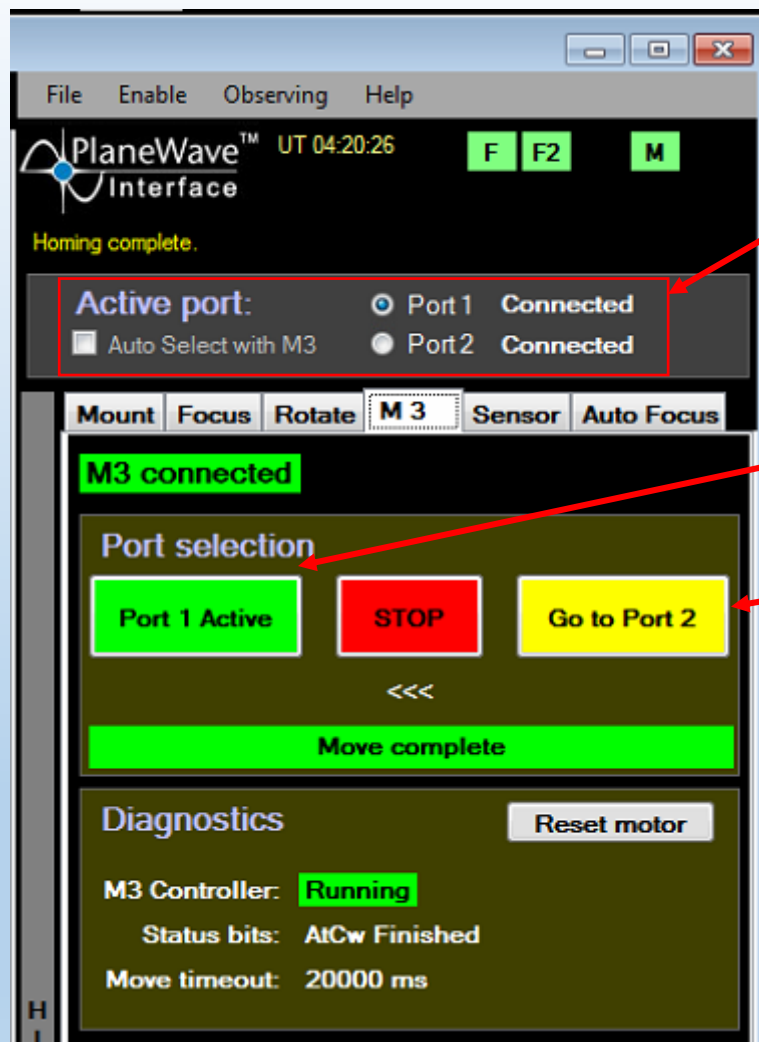 File Enable Observing Help
PlaneWave™ UT 04:20:26 F F2 M
Interface
Homing complete.
Active port: Port 1 Connected
Auto Select with M3 Port 2 Connected
Mount Focus Rotate M 3 Sensor Auto Focus
M3 connected
Port selection
Port 1 Active STOP Go to Port 2
<<<
Move complete
Diagnostics Reset motor
M3 Controller: Running
Status bits: AtCw Finished
Move timeout: 20000 ms
H